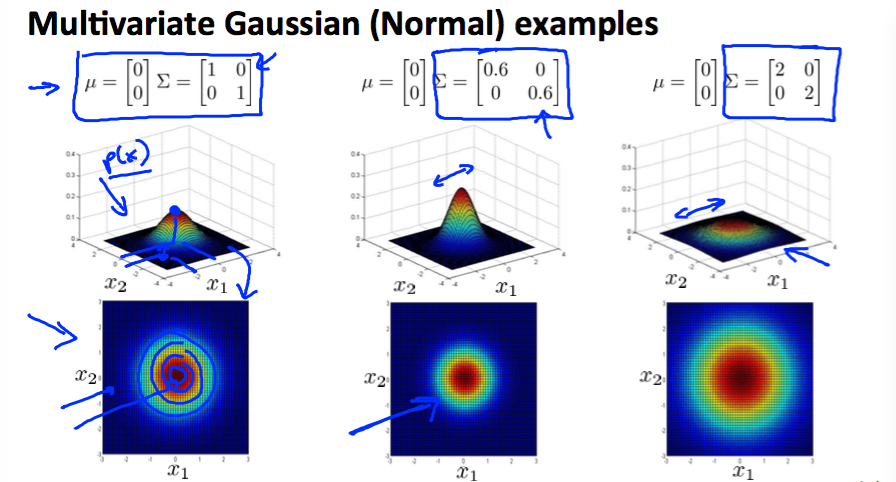 Multivariate Gaussian (Normal) examples
μ = [0 0] Σ = [1 0 0 1]
μ = [0 0] Σ = [0.6 0 0 0.6]
μ = [0 0] Σ = [2 0 0 2]
p(x)
x2 x1
x2 x1
x2 x1
x2
x1
x2
x1
x2
x1